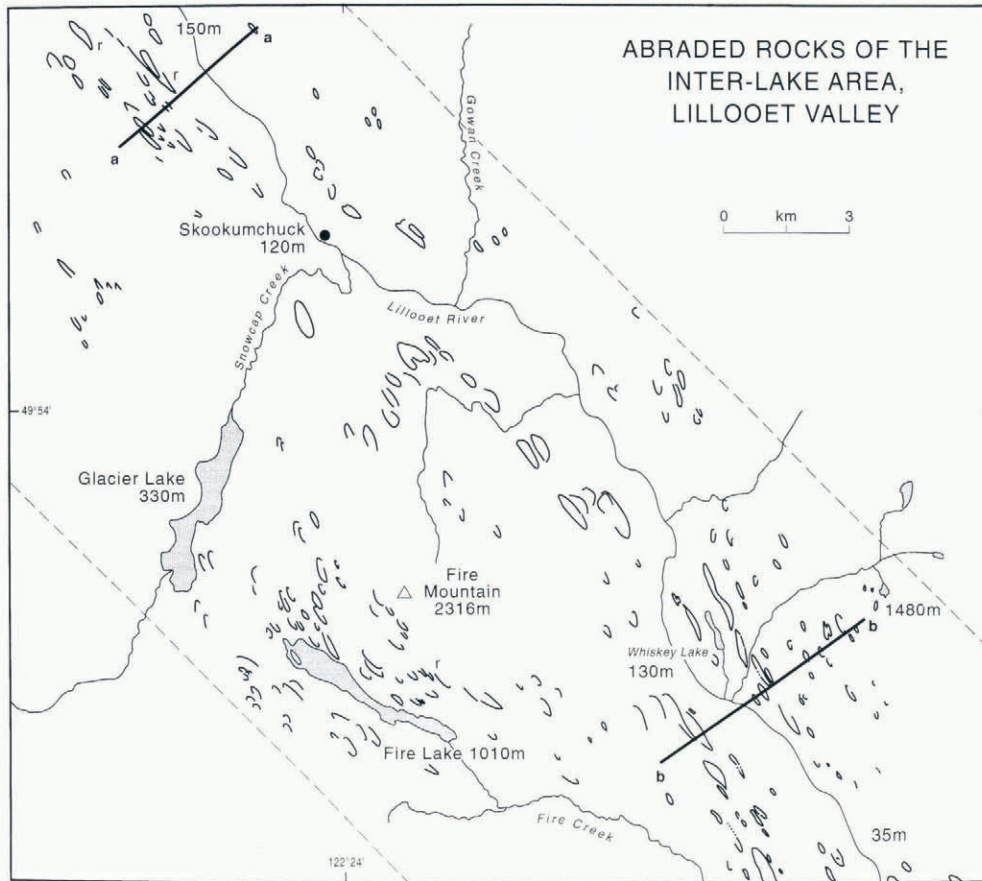 ABRADED ROCKS OF THE
INTER-LAKE AREA,
LILLOOET VALLEY
150m
a
r
r
a
Gowan Creek
0 km 3
Skookumchuck
120m
Snowcap Creek
Lillooet River
49°54'
Glacier Lake
330m
Fire
Mountain
2316m
1480m
b
Whiskey Lake
130m
r
b
Fire Lake 1010m
Fire Creek
35m
122°24'